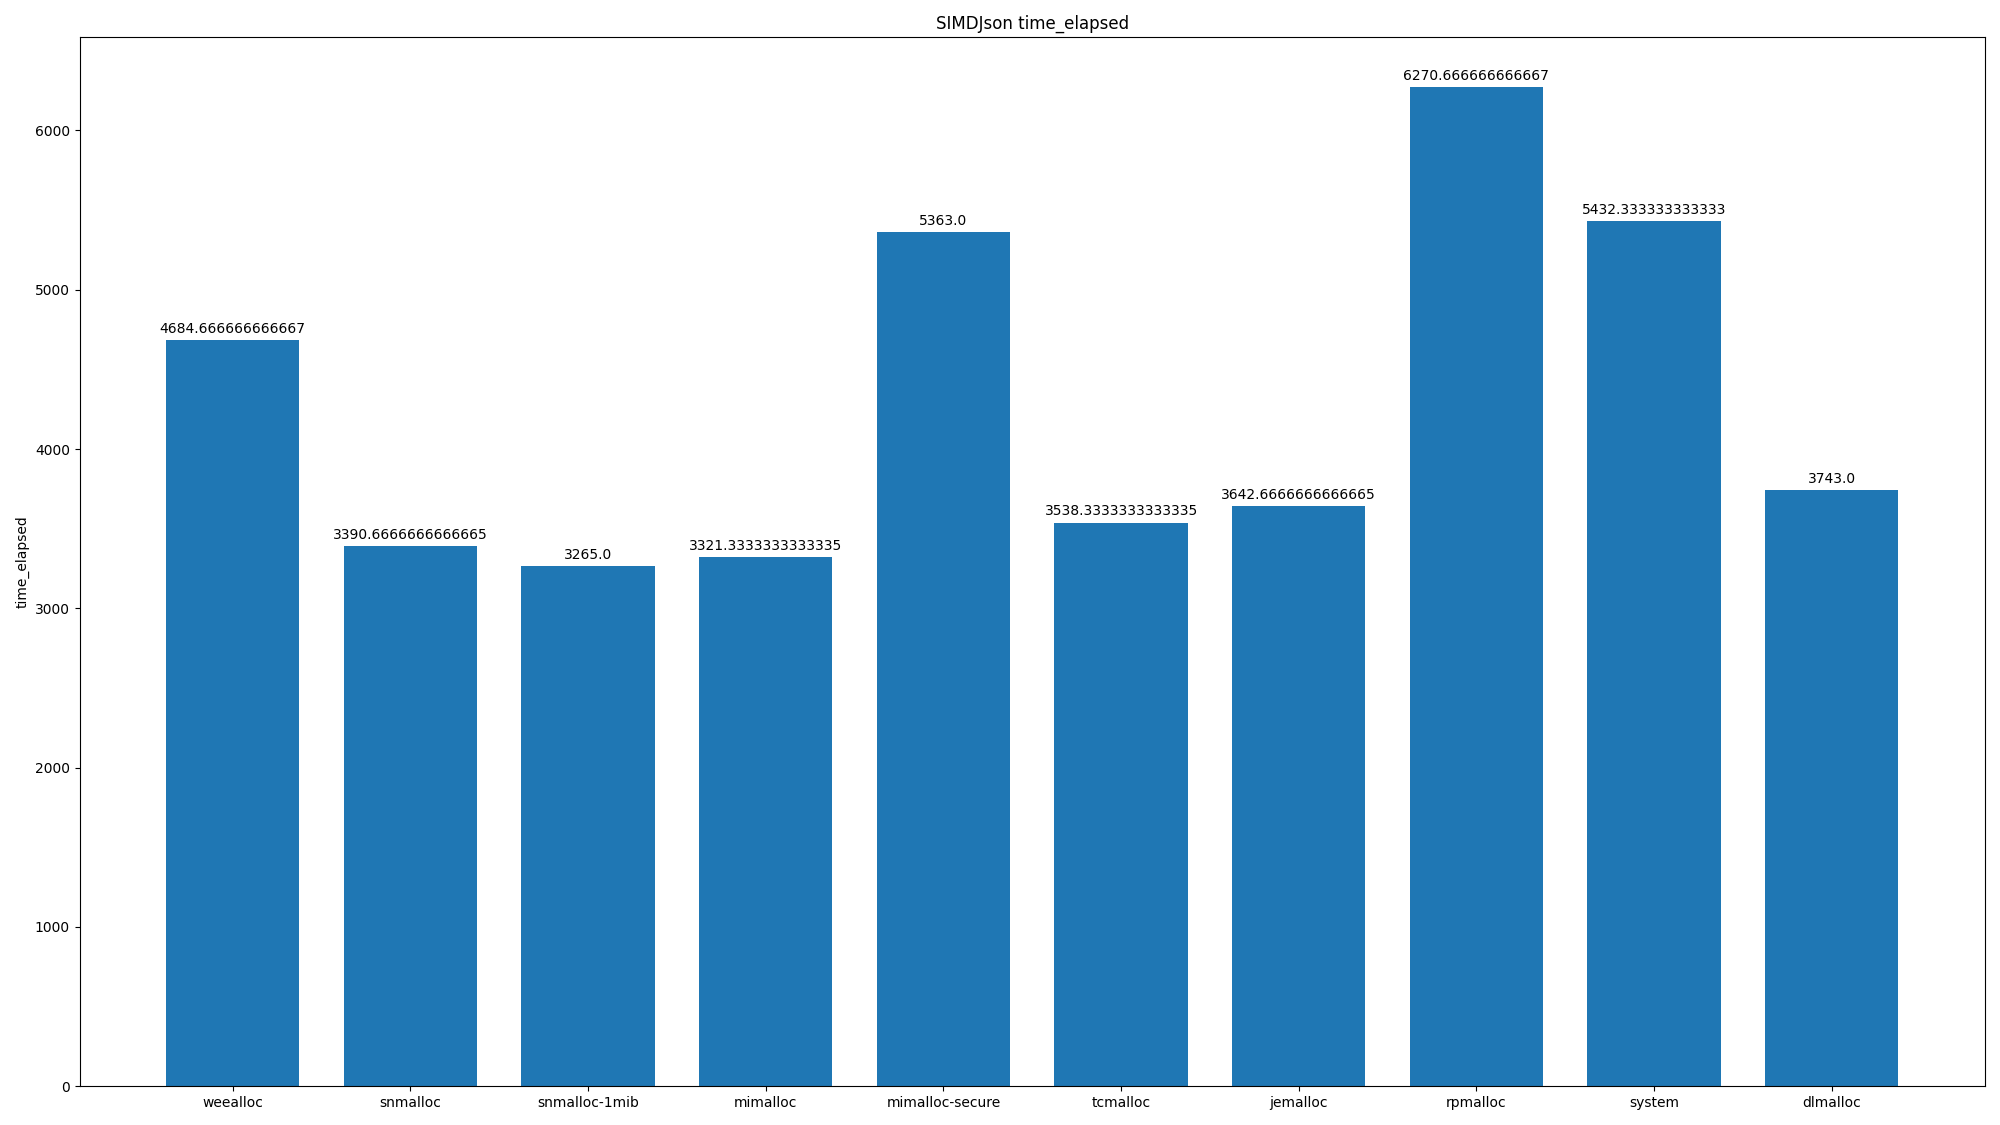 SIMDJson time_elapsed
time_elapsed
6000
5000
4000
3000
2000
1000
0
4684.666666666667
3390.6666666666665
3265.0
3321.3333333333335
5363.0
3538.3333333333335
3642.6666666666665
6270.666666666667
5432.333333333333
3743.0
weealloc
snmalloc
snmalloc-1mib
mimalloc
mimalloc-secure
tcmalloc
jemalloc
rpmalloc
system
dlmalloc